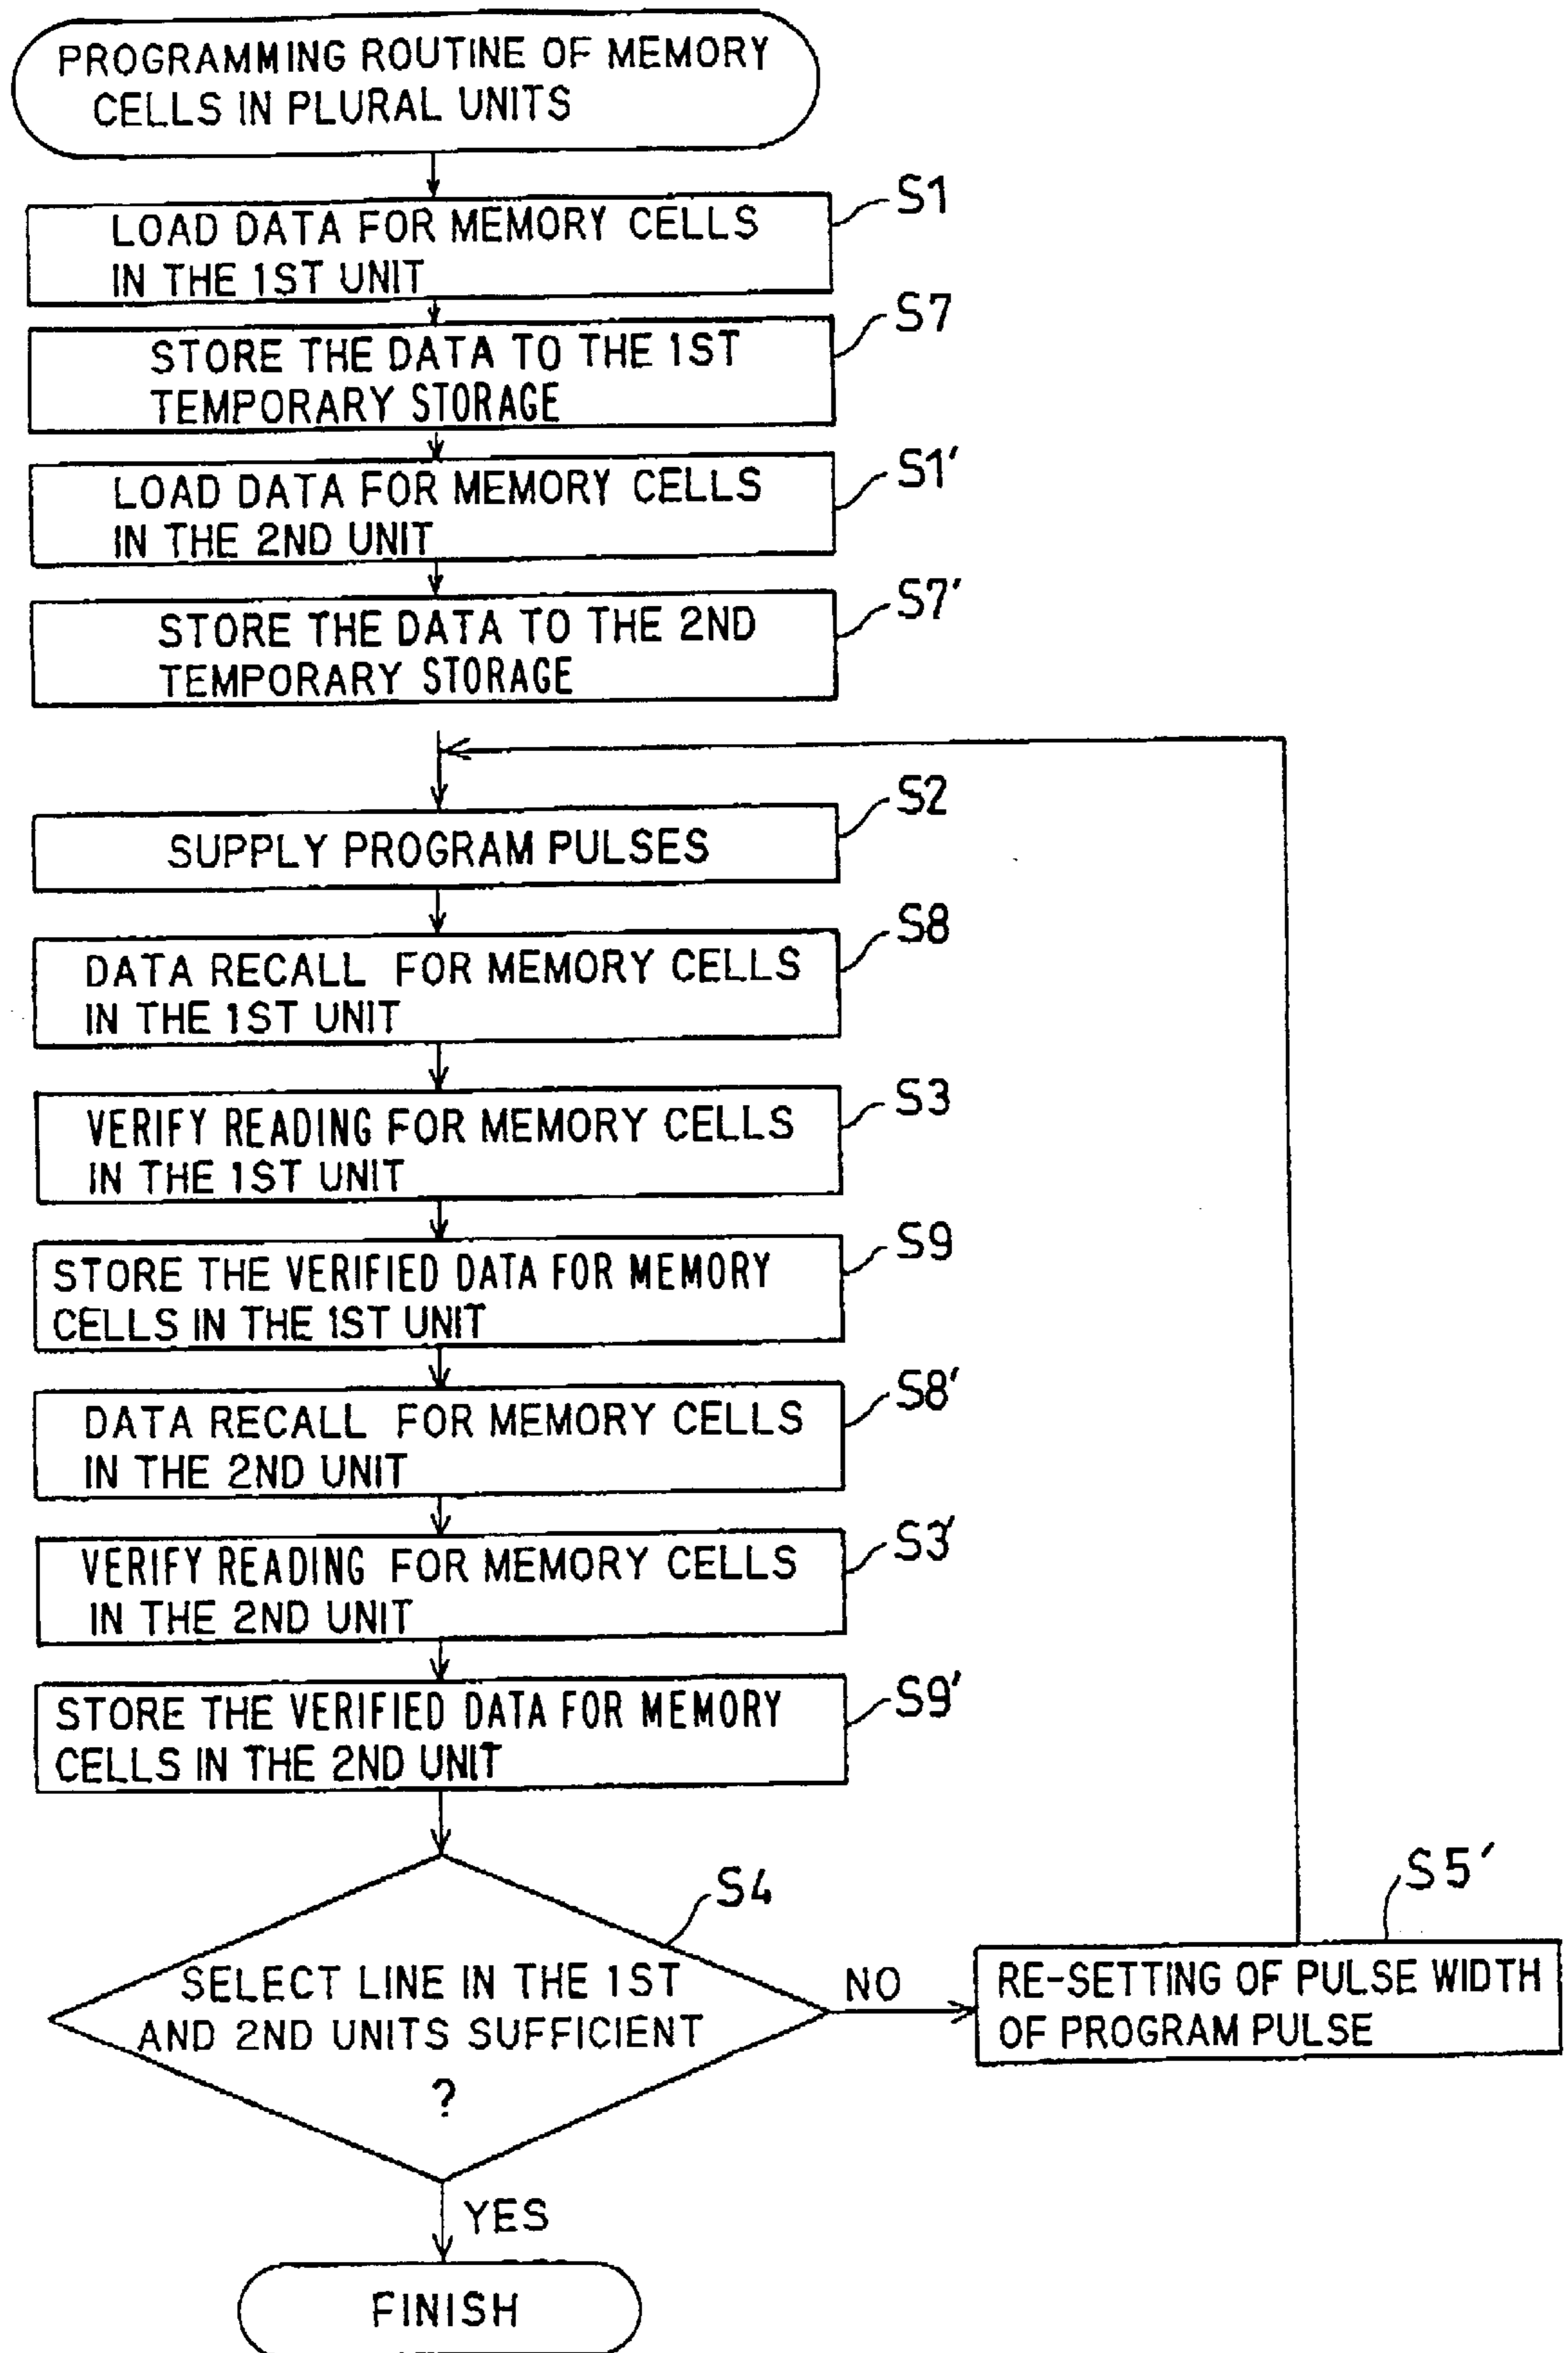 PROGRAMMING ROUTINE OF MEMORY
CELLS IN PLURAL UNITS
S1
LOAD DATA FOR MEMORY CELLS
IN THE 1ST UNIT
S7
STORE THE DATA TO THE 1ST
TEMPORARY STORAGE
S1'
LOAD DATA FOR MEMORY CELLS
IN THE 2ND UNIT
S7'
STORE THE DATA TO THE 2ND
TEMPORARY STORAGE
S2
SUPPLY PROGRAM PULSES
S8
DATA RECALL FOR MEMORY CELLS
IN THE 1ST UNIT
S3
VERIFY READING FOR MEMORY CELLS
IN THE 1ST UNIT
S9
STORE THE VERIFIED DATA FOR MEMORY
CELLS IN THE 1ST UNIT
S8'
DATA RECALL FOR MEMORY CELLS
IN THE 2ND UNIT
S3'
VERIFY READING FOR MEMORY CELLS
IN THE 2ND UNIT
S9'
STORE THE VERIFIED DATA FOR MEMORY
CELLS IN THE 2ND UNIT
S4
SELECT LINE IN THE 1ST
AND 2ND UNITS SUFFICIENT
?
NO
S5'
RE-SETTING OF PULSE WIDTH
OF PROGRAM PULSE
YES
FINISH